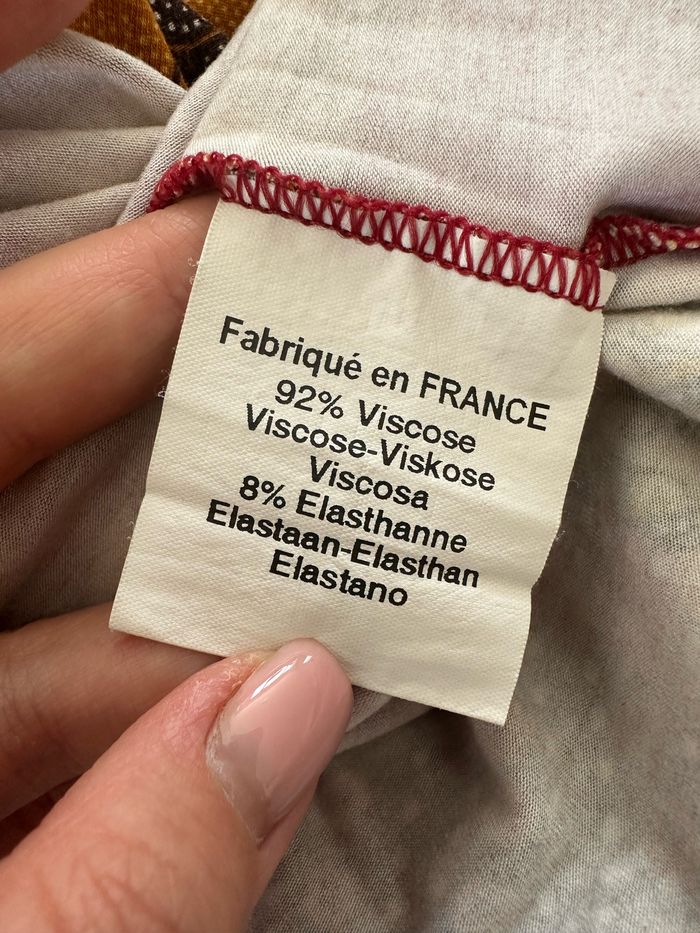 Fabriqué en FRANCE
92% Viscose
Viscose-Viskose
Viscosa
8% Elasthanne
Elastaan-Elasthan
Elastano